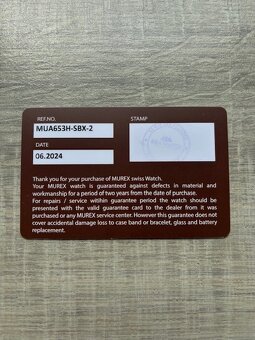 REF.NO.
STAMP
MUA653H-SBX-2
DATE
06.2024
Thank you for your purchase of MUREX swiss Watch.
Your MUREX watch is guaranteed against defects in material and
workmanship for a period of two years from the date of purchase.
For repairs / service witihin guarantee period the watch should be
presented with the valid guarantee card to the dealer from it was
purchased or any MUREX service center. However this guarantee does not
cover accidental damage loss to case band or bracelet, glass and battery
replacement.